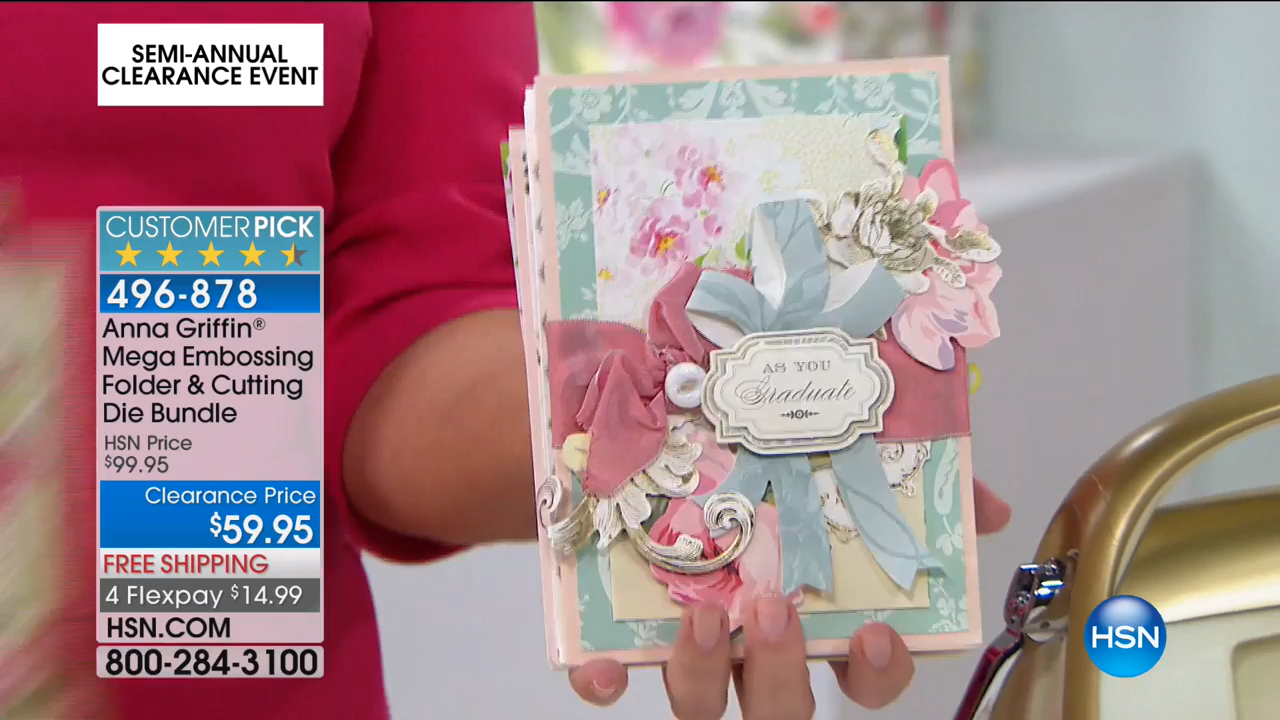 SEMI-ANNUAL
CLEARANCE EVENT
CUSTOMER PICK
496-878
Anna Griffin®
Mega Embossing
Folder & Cutting
Die Bundle
HSN Price
$99.95
Clearance Price
$59.95
FREE SHIPPING
4 Flexpay $14.99
HSN.COM
800-284-3100
AS YOU
Graduate
HSN